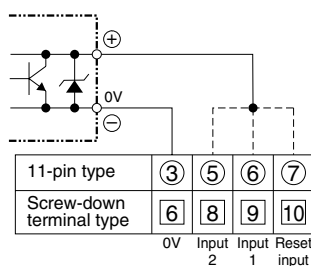 ⊕
0V
⊖
11-pin type ③ ⑤ ⑥ ⑦
Screw-down
terminal type 6 8 9 10
0V Input Input Reset
2 1 input